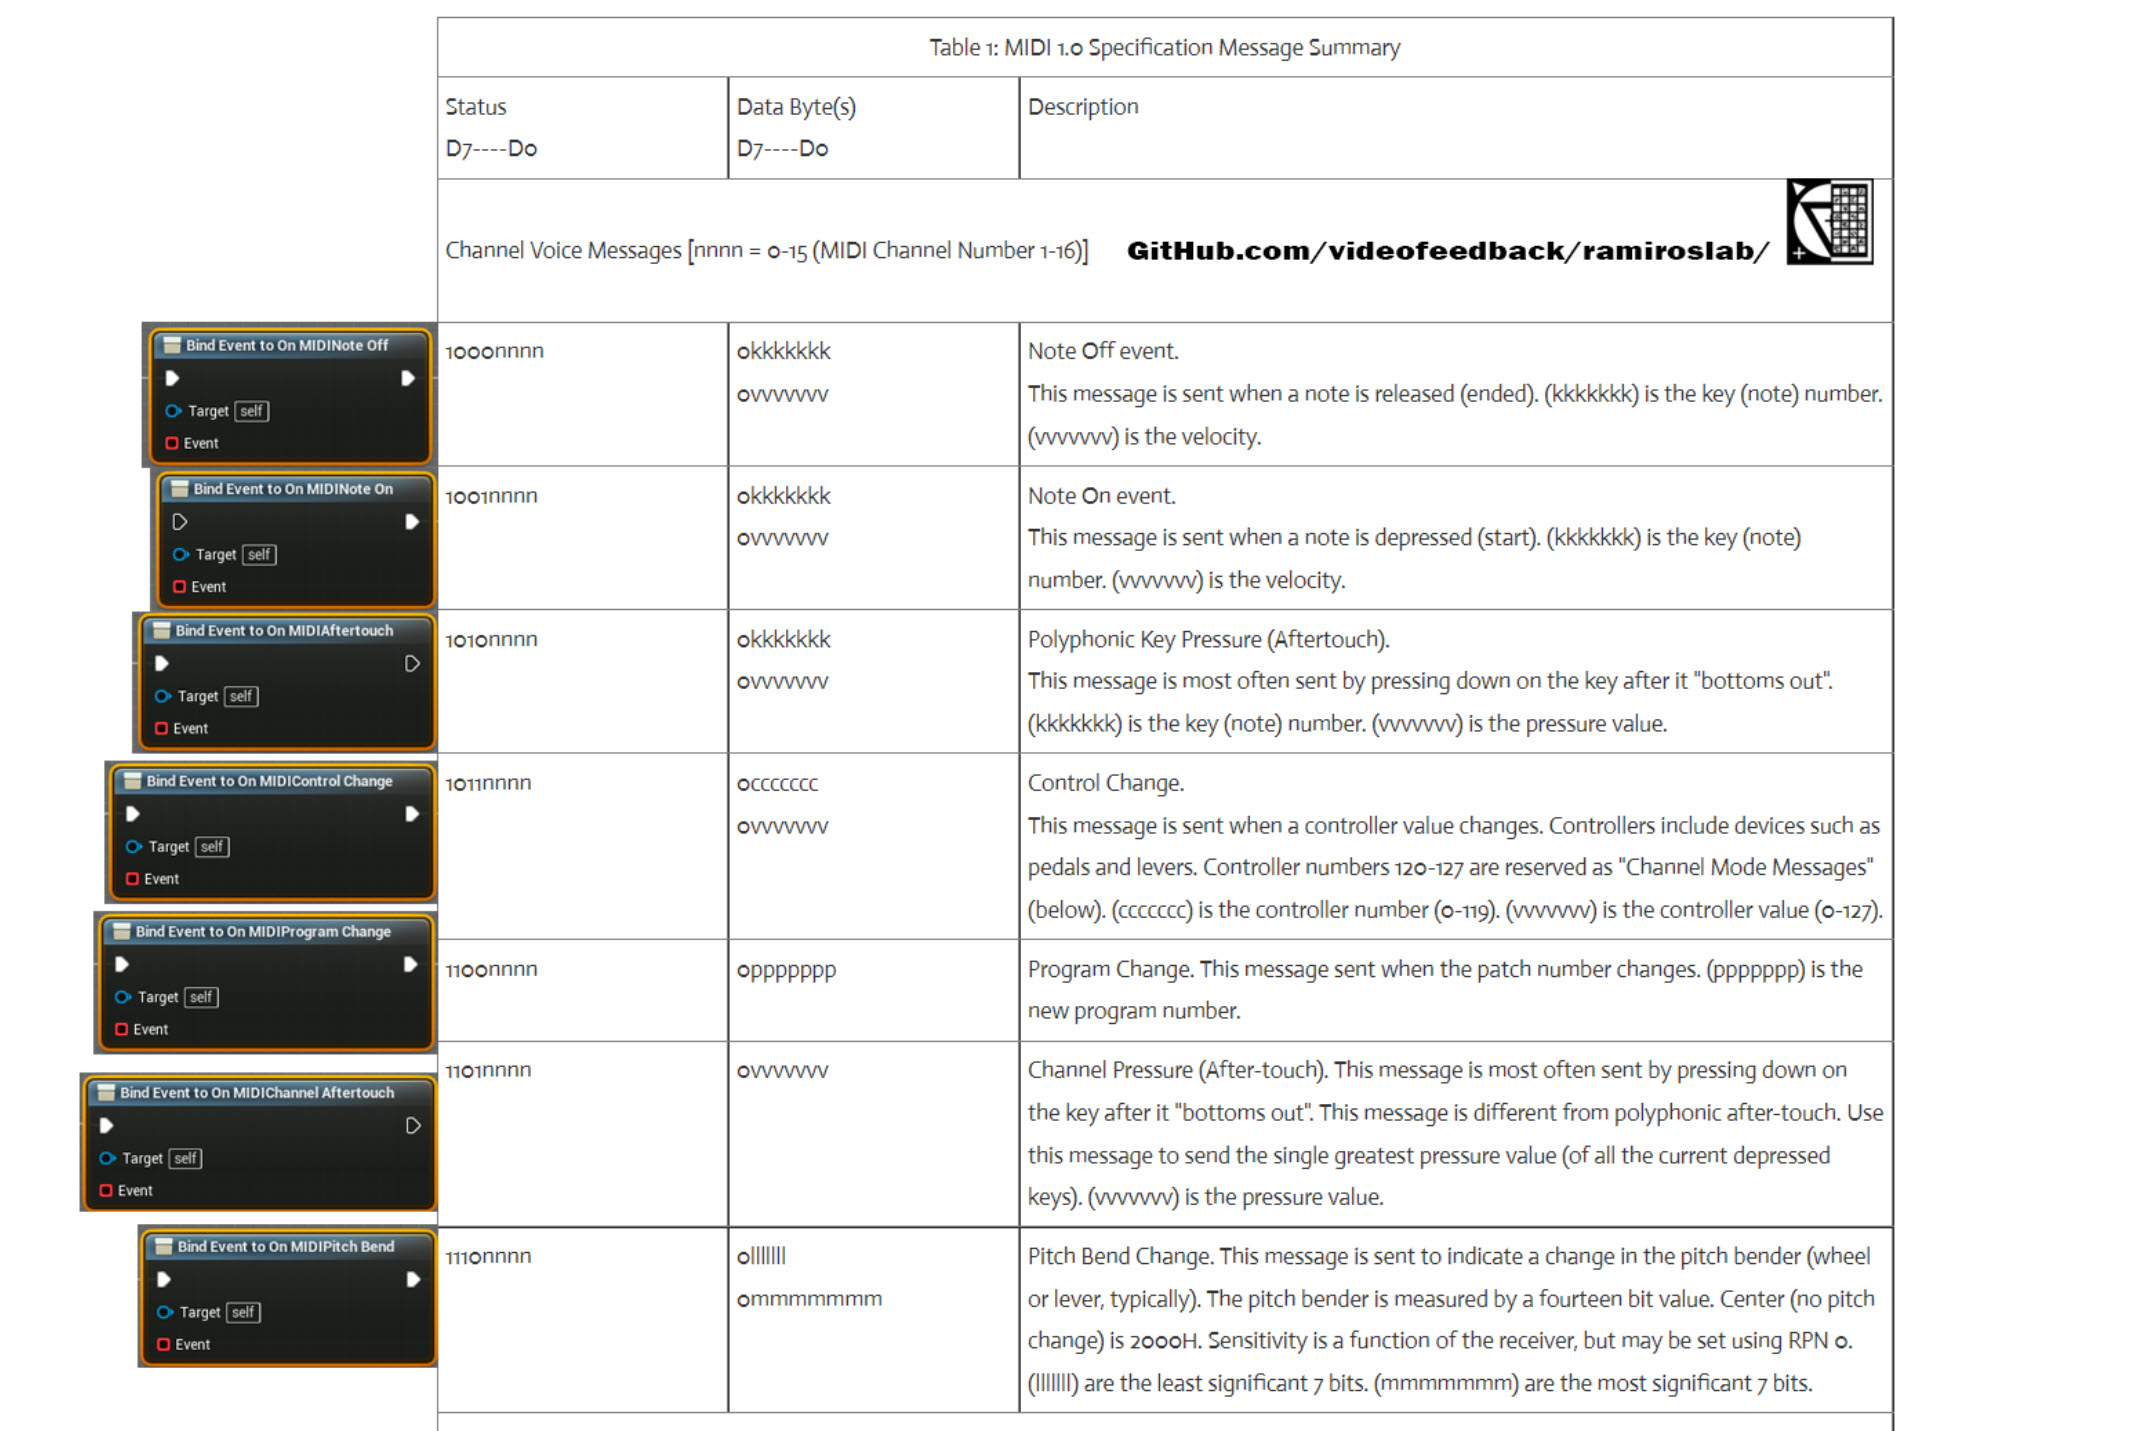 Table 1: MIDI 1.0 Specification Message Summary
Status
D7----D0
Data Byte(s)
D7----D0
Description
Channel Voice Messages [nnnn = 0-15 (MIDI Channel Number 1-16)]
GitHub.com/videofeedback/ramiroslab/
Bind Event to On MIDINote Off
Target self
Event
1000nnnn
0kkkkkkk
0vvvvvvv
Note Off event.
This message is sent when a note is released (ended). (kkkkkkk) is the key (note) number.
(vvvvvvv) is the velocity.
Bind Event to On MIDINote On
Target self
Event
1001nnnn
0kkkkkkk
0vvvvvvv
Note On event.
This message is sent when a note is depressed (start). (kkkkkkk) is the key (note)
number. (vvvvvvv) is the velocity.
Bind Event to On MIDIAftertouch
Target self
Event
1010nnnn
0kkkkkkk
0vvvvvvv
Polyphonic Key Pressure (Aftertouch).
This message is most often sent by pressing down on the key after it "bottoms out".
(kkkkkkk) is the key (note) number. (vvvvvvv) is the pressure value.
Bind Event to On MIDIControl Change
Target self
Event
1011nnnn
0ccccccc
0vvvvvvv
Control Change.
This message is sent when a controller value changes. Controllers include devices such as
pedals and levers. Controller numbers 120-127 are reserved as "Channel Mode Messages"
(below). (ccccccc) is the controller number (0-119). (vvvvvvv) is the controller value (0-127).
Bind Event to On MIDIProgram Change
Target self
Event
1100nnnn
0ppppppp
Program Change. This message sent when the patch number changes. (ppppppp) is the
new program number.
Bind Event to On MIDIChannel Aftertouch
Target self
Event
1101nnnn
0vvvvvvv
Channel Pressure (After-touch). This message is most often sent by pressing down on
the key after it "bottoms out". This message is different from polyphonic after-touch. Use
this message to send the single greatest pressure value (of all the current depressed
keys). (vvvvvvv) is the pressure value.
Bind Event to On MIDIPitch Bend
Target self
Event
1110nnnn
0lllllll
0mmmmmmm
Pitch Bend Change. This message is sent to indicate a change in the pitch bender (wheel
or lever, typically). The pitch bender is measured by a fourteen bit value. Center (no pitch
change) is 2000H. Sensitivity is a function of the receiver, but may be set using RPN 0.
(lllllll) are the least significant 7 bits. (mmmmmmm) are the most significant 7 bits.